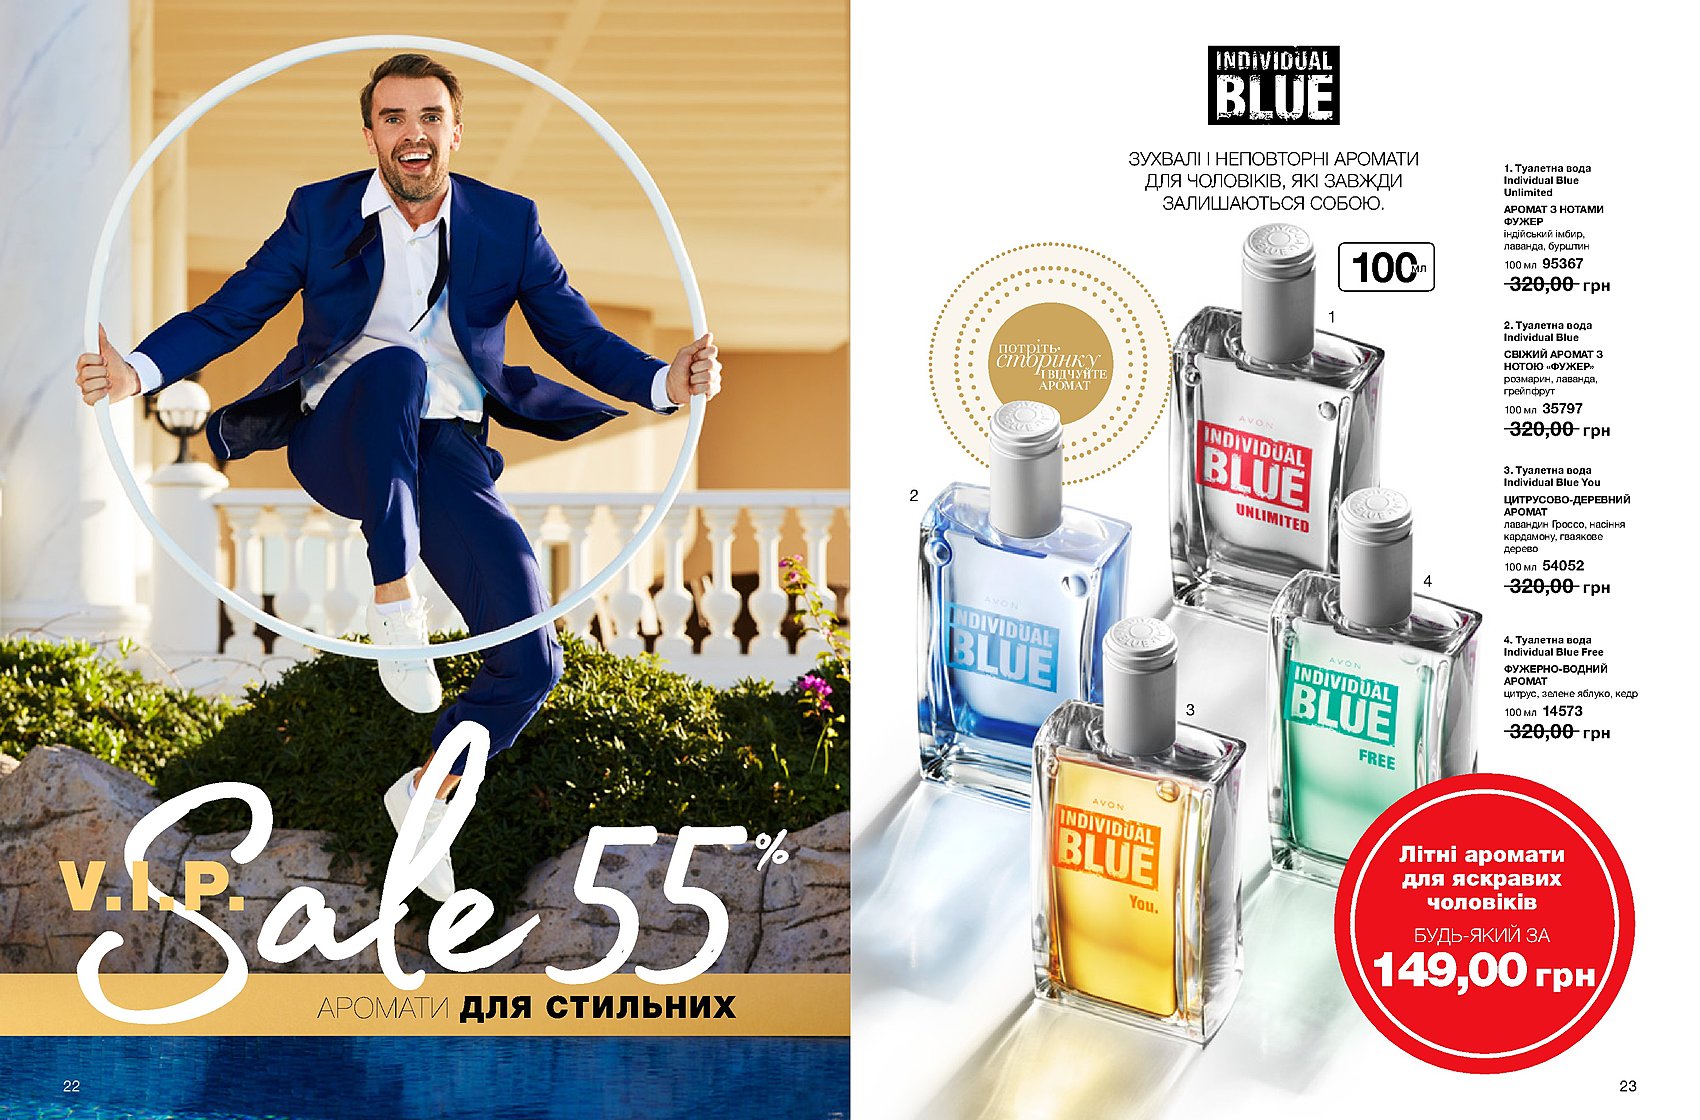 V.I.P.
Sale 55%
АРОМАТИ ДЛЯ СТИЛЬНИХ
22
INDIVIDUAL
BLUE
ЗУХВАЛІ І НЕПОВТОРНІ АРОМАТИ
ДЛЯ ЧОЛОВІКІВ, ЯКІ ЗАВЖДИ
ЗАЛИШАЮТЬСЯ СОБОЮ.
100 мл
потріть
сторінку
І ВІДЧУЙТЕ
АРОМАТ
1
AVON
INDIVIDUAL
BLUE
UNLIMITED
2
AVON
INDIVIDUAL
BLUE
3
AVON
INDIVIDUAL
BLUE
You.
4
AVON
INDIVIDUAL
BLUE
FREE
1. Туалетна вода
Individual Blue
Unlimited
АРОМАТ З НОТАМИ
ФУЖЕР
індійський імбир,
лаванда, бурштин
100 мл 95367
320,00 грн
2. Туалетна вода
Individual Blue
СВІЖИЙ АРОМАТ З
НОТОЮ «ФУЖЕР»
розмарин, лаванда,
грейпфрут
100 мл 35797
320,00 грн
3. Туалетна вода
Individual Blue You
ЦИТРУСОВО-ДЕРЕВНИЙ
АРОМАТ
лавандин Гроссо, насіння
кардамону, гваякове
дерево
100 мл 54052
320,00 грн
4. Туалетна вода
Individual Blue Free
ФУЖЕРНО-ВОДНИЙ
АРОМАТ
цитрус, зелене яблуко, кедр
100 мл 14573
320,00 грн
Літні аромати
для яскравих
чоловіків
БУДЬ-ЯКИЙ ЗА
149,00 грн
23